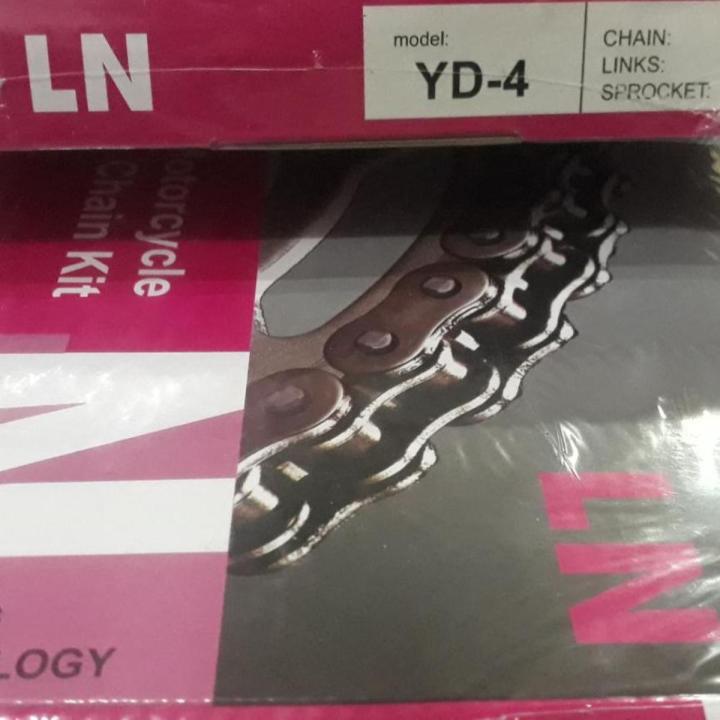 LN
model:
YD-4
CHAIN:
LINKS:
SPROCKET:
otorcycle
Chain Kit
LN
LOGY